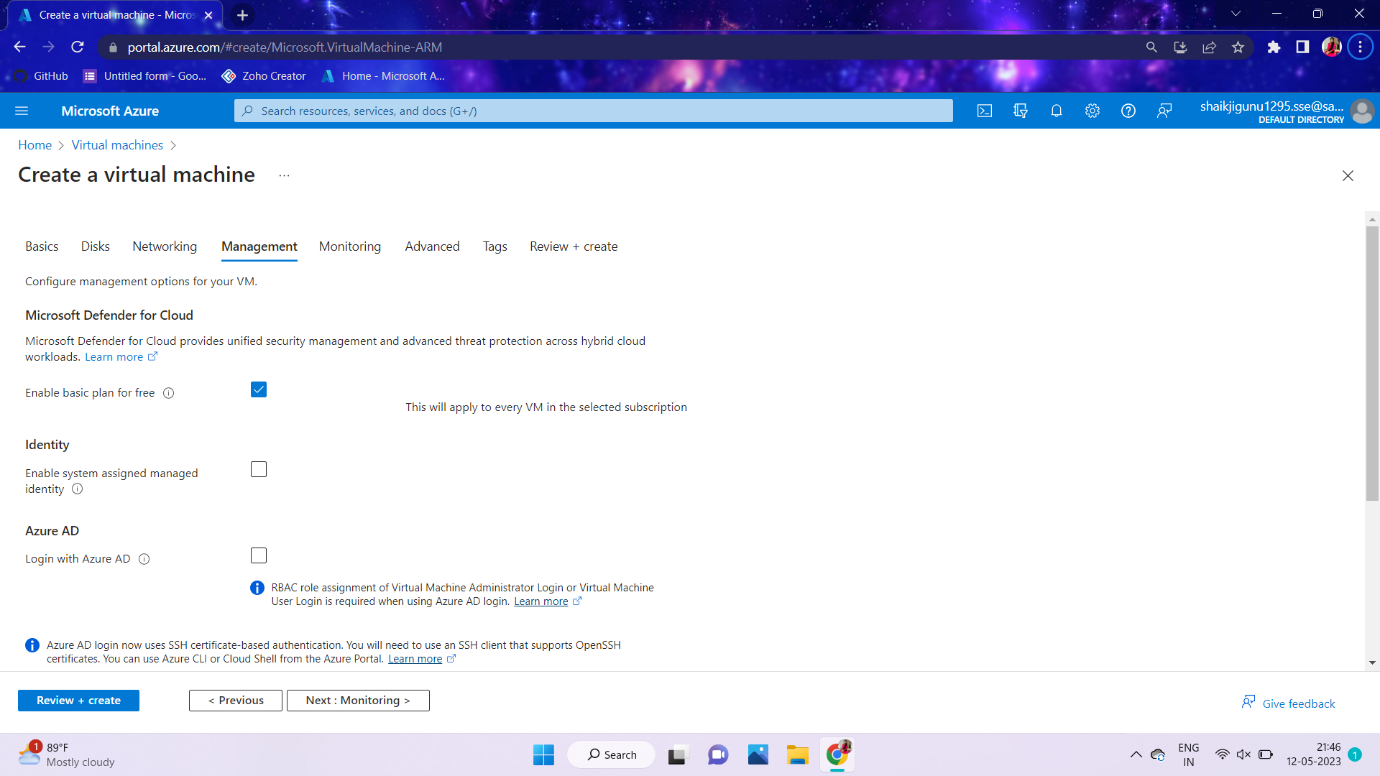 Create a virtual machine - Micros
portal.azure.com/#create/Microsoft.VirtualMachine-ARM
GitHub
Untitled form - Goo...
Zoho Creator
Home - Microsoft A...
Microsoft Azure
Search resources, services, and docs (G+/)
shaikjigunu1295.sse@sa...
DEFAULT DIRECTORY
Home > Virtual machines >
Create a virtual machine ...
Basics
Disks
Networking
Management
Monitoring
Advanced
Tags
Review + create
Configure management options for your VM.
Microsoft Defender for Cloud
Microsoft Defender for Cloud provides unified security management and advanced threat protection across hybrid cloud
workloads. Learn more
Enable basic plan for free
This will apply to every VM in the selected subscription
Identity
Enable system assigned managed
identity
Azure AD
Login with Azure AD
RBAC role assignment of Virtual Machine Administrator Login or Virtual Machine
User Login is required when using Azure AD login. Learn more
Azure AD login now uses SSH certificate-based authentication. You will need to use an SSH client that supports OpenSSH
certificates. You can use Azure CLI or Cloud Shell from the Azure Portal. Learn more
Review + create
< Previous
Next : Monitoring >
Give feedback
1
89°F
Mostly cloudy
Search
ENG
IN
21:46
12-05-2023
1